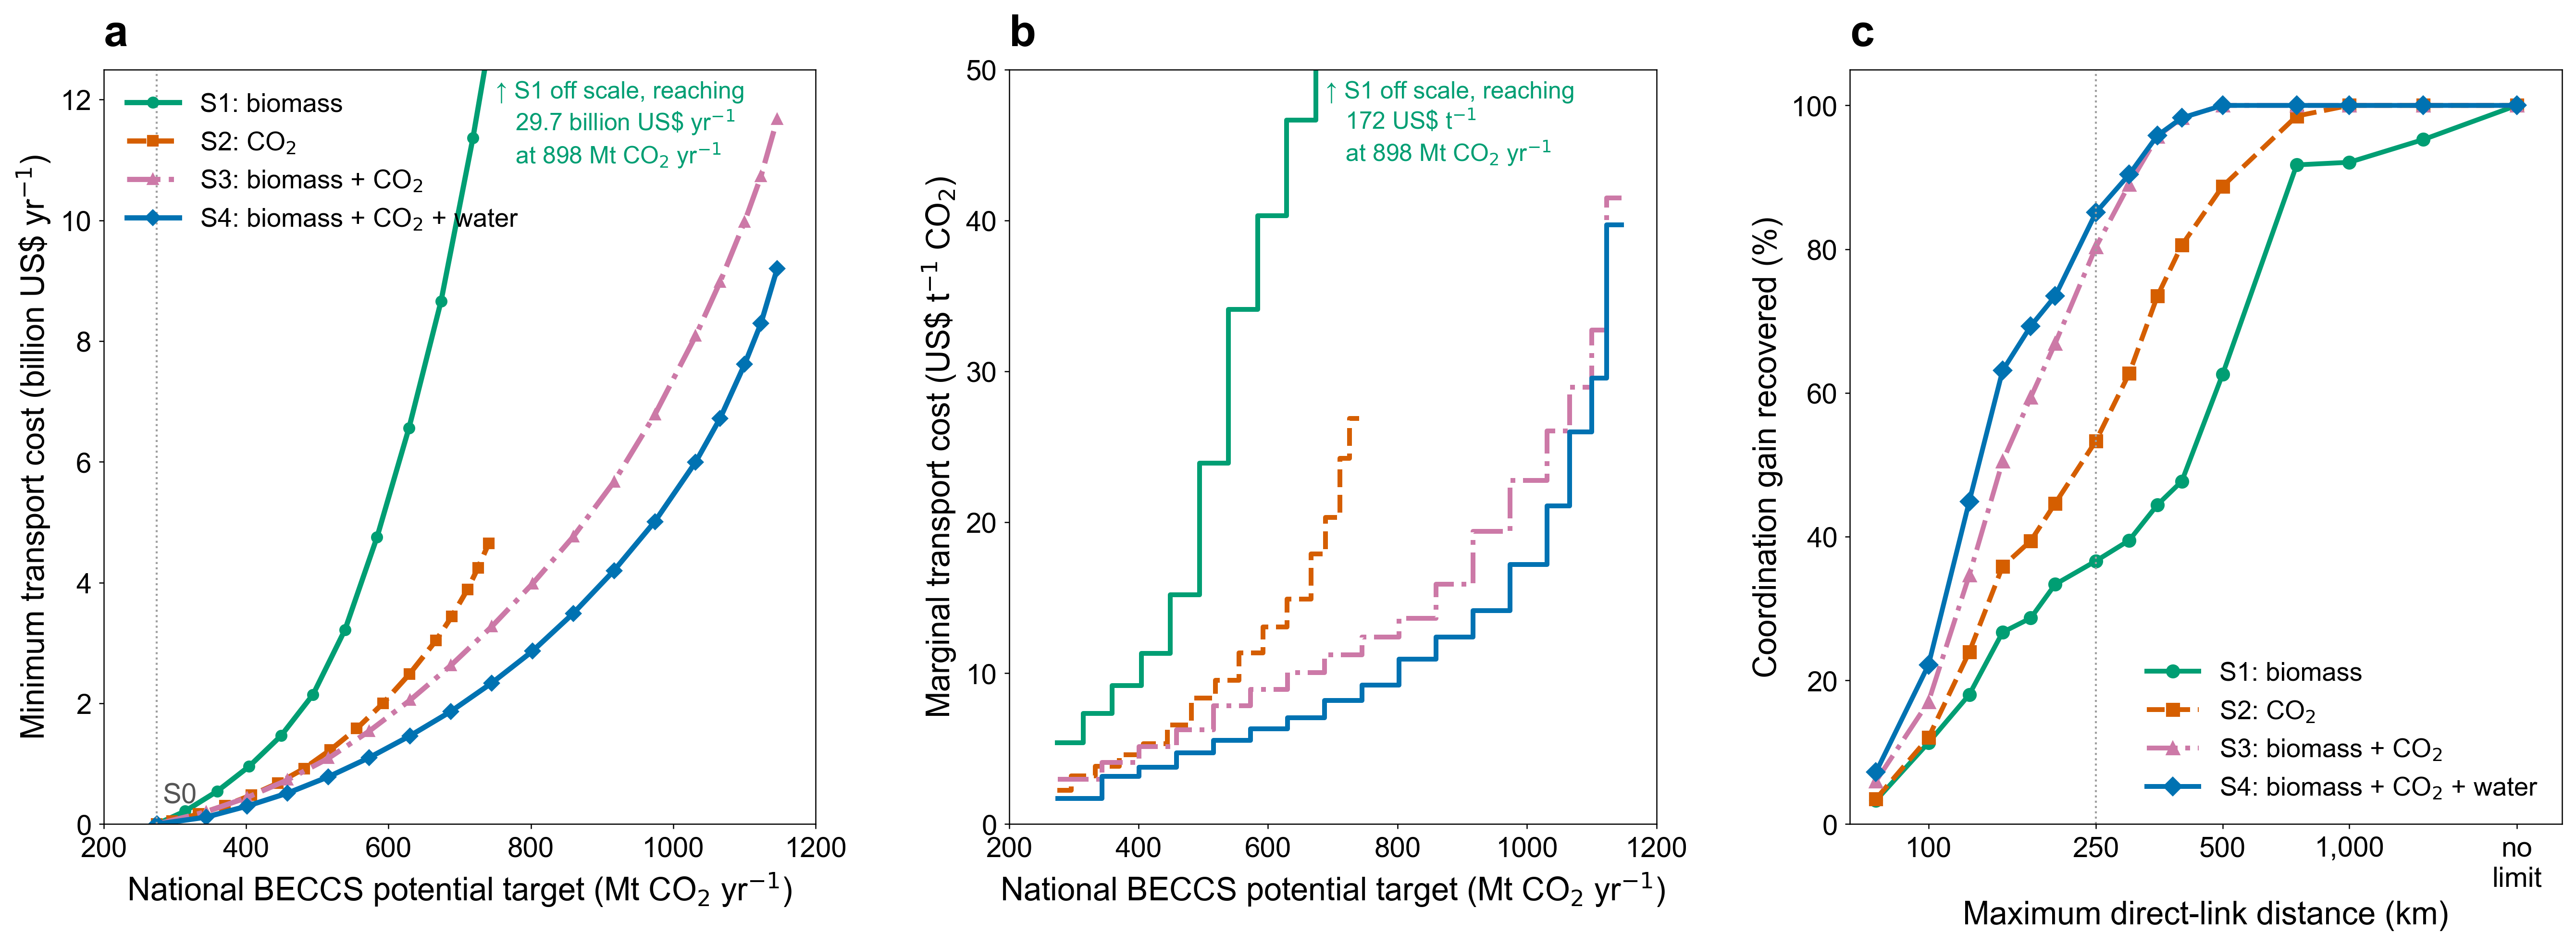 a
Minimum transport cost (billion US$ yr⁻¹)
12
10
8
6
4
2
0
S1: biomass
S2: CO₂
S3: biomass + CO₂
S4: biomass + CO₂ + water
↑ S1 off scale, reaching
29.7 billion US$ yr⁻¹
at 898 Mt CO₂ yr⁻¹
S0
200 400 600 800 1000 1200
National BECCS potential target (Mt CO₂ yr⁻¹)
b
Marginal transport cost (US$ t⁻¹ CO₂)
50
40
30
20
10
0
↑ S1 off scale, reaching
172 US$ t⁻¹
at 898 Mt CO₂ yr⁻¹
200 400 600 800 1000 1200
National BECCS potential target (Mt CO₂ yr⁻¹)
c
Coordination gain recovered (%)
100
80
60
40
20
0
S1: biomass
S2: CO₂
S3: biomass + CO₂
S4: biomass + CO₂ + water
100 250 500 1,000 no
limit
Maximum direct-link distance (km)